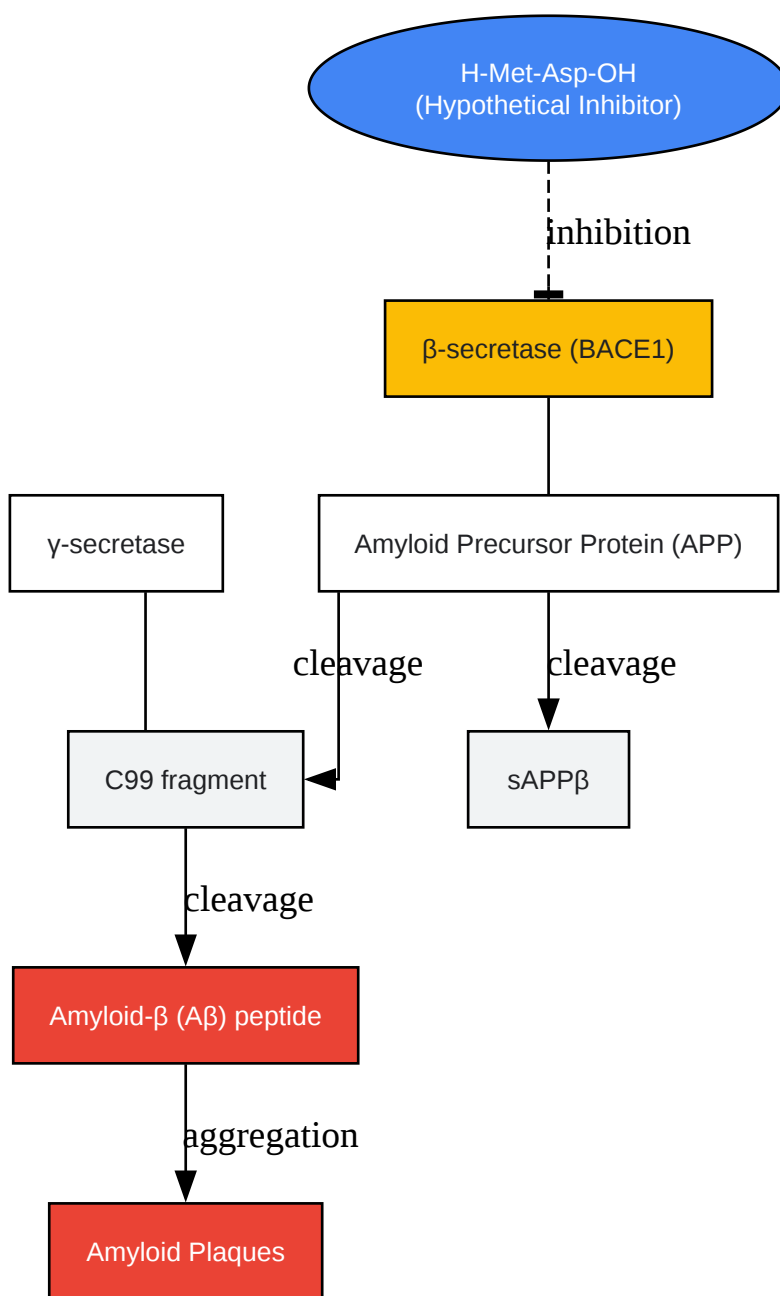 H-Met-Asp-OH
(Hypothetical Inhibitor)
inhibition
β-secretase (BACE1)
γ-secretase
Amyloid Precursor Protein (APP)
cleavage
cleavage
C99 fragment
sAPPβ
cleavage
Amyloid-β (Aβ) peptide
aggregation
Amyloid Plaques